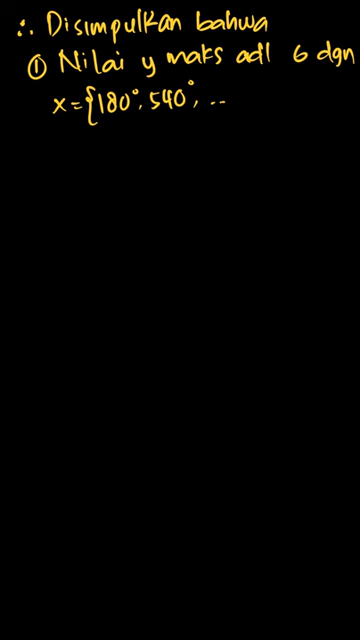 ∴ Disimpulkan bahwa
① Nilai y maks adl 6 dgn
x = {180°, 540°, ..